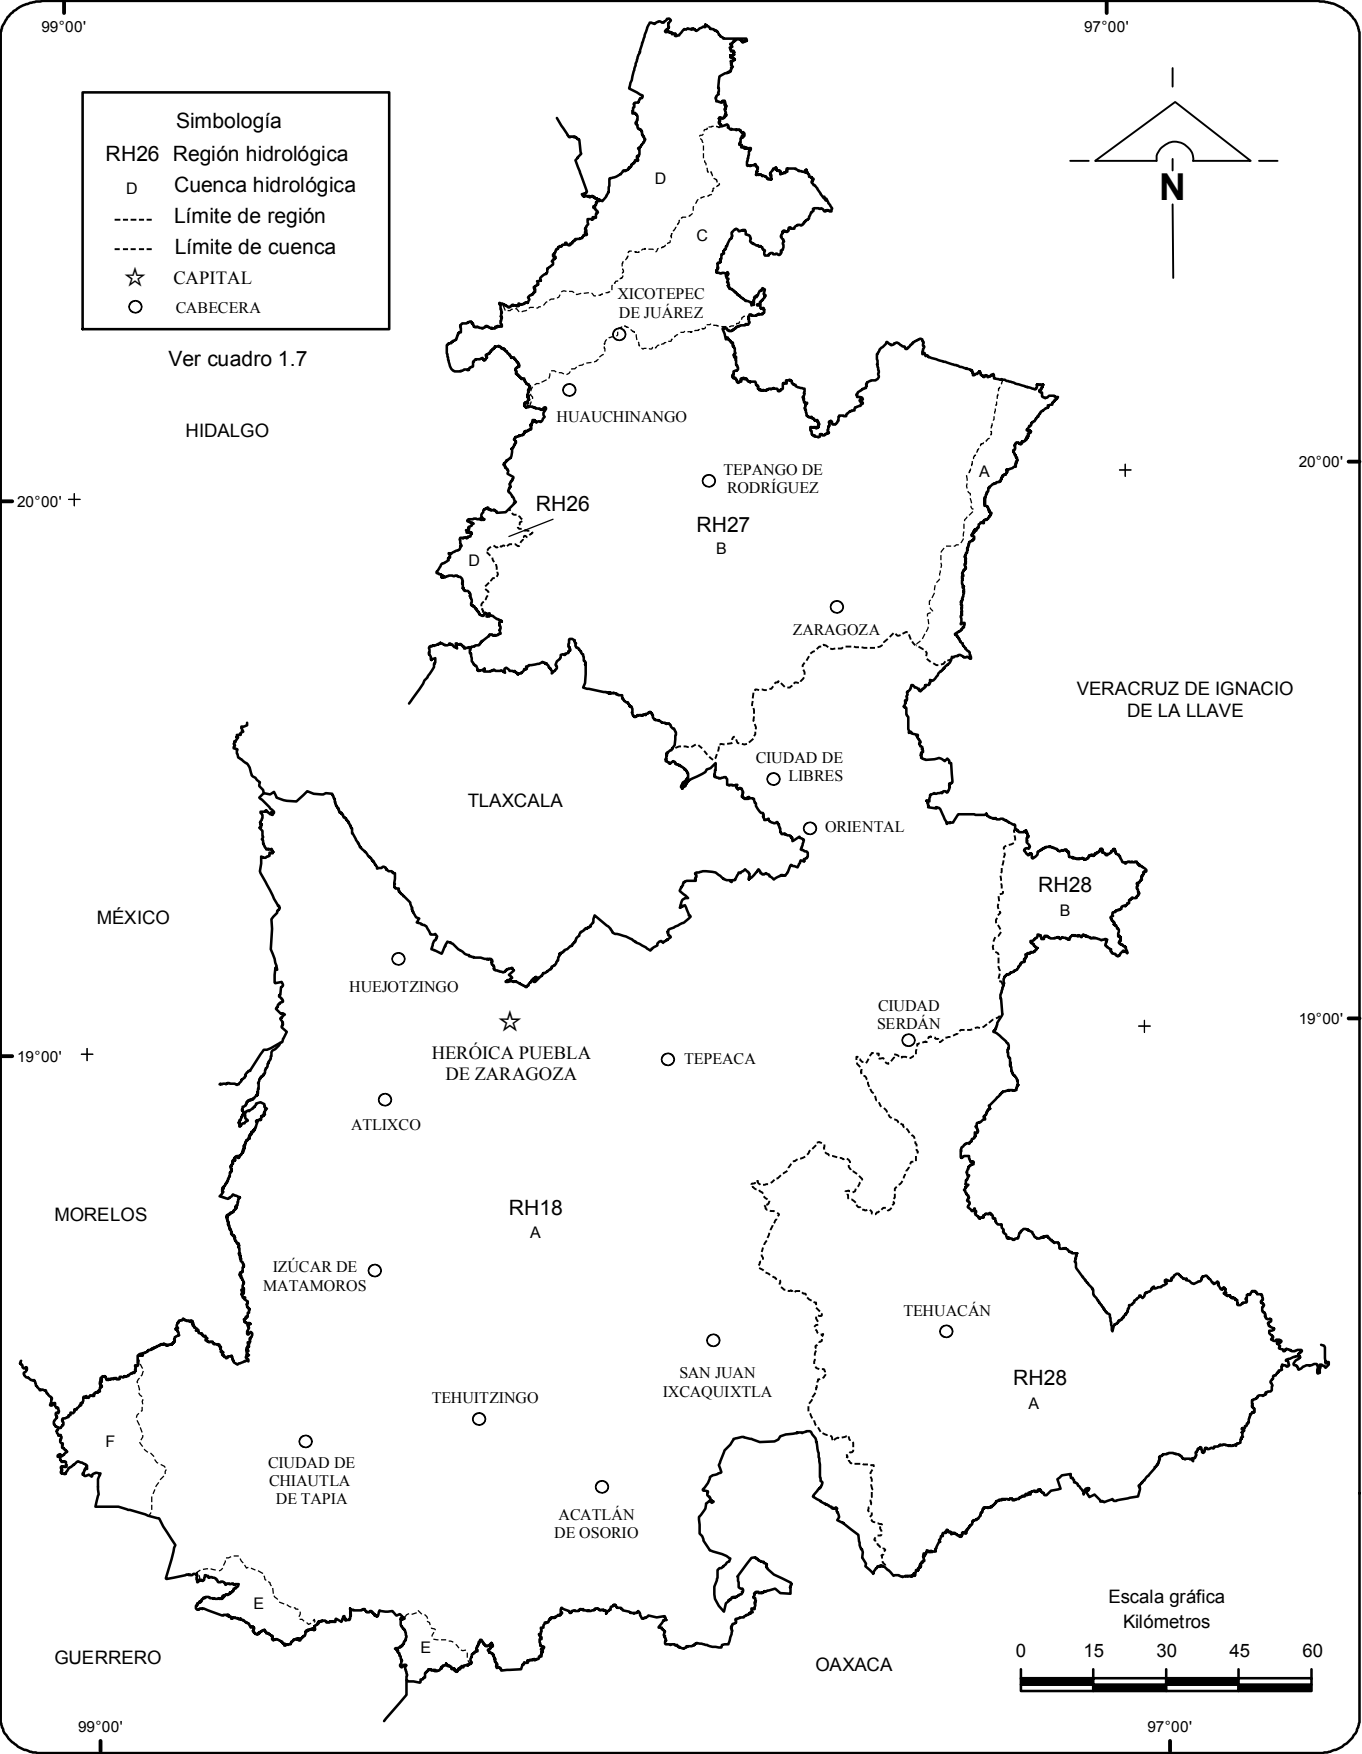 99°00'
97°00'
Simbología
RH26 Región hidrológica
D Cuenca hidrológica
Límite de región
Límite de cuenca
CAPITAL
CABECERA
Ver cuadro 1.7
N
D
C
XICOTEPEC
DE JUÁREZ
HUAUCHINANGO
HIDALGO
TEPANGO DE
RODRÍGUEZ
A
20°00'
20°00'
RH26
RH27
B
D
ZARAGOZA
VERACRUZ DE IGNACIO
DE LA LLAVE
CIUDAD DE
LIBRES
TLAXCALA
ORIENTAL
RH28
B
MÉXICO
HUEJOTZINGO
CIUDAD
SERDÁN
19°00'
19°00'
HERÓICA PUEBLA
DE ZARAGOZA
TEPEACA
ATLIXCO
MORELOS
RH18
A
IZÚCAR DE
MATAMOROS
TEHUACÁN
SAN JUAN
IXCAQUIXTLA
RH28
A
TEHUITZINGO
F
CIUDAD DE
CHIAUTLA
DE TAPIA
ACATLÁN
DE OSORIO
E
E
GUERRERO
OAXACA
Escala gráfica
Kilómetros
0 15 30 45 60
99°00'
97°00'